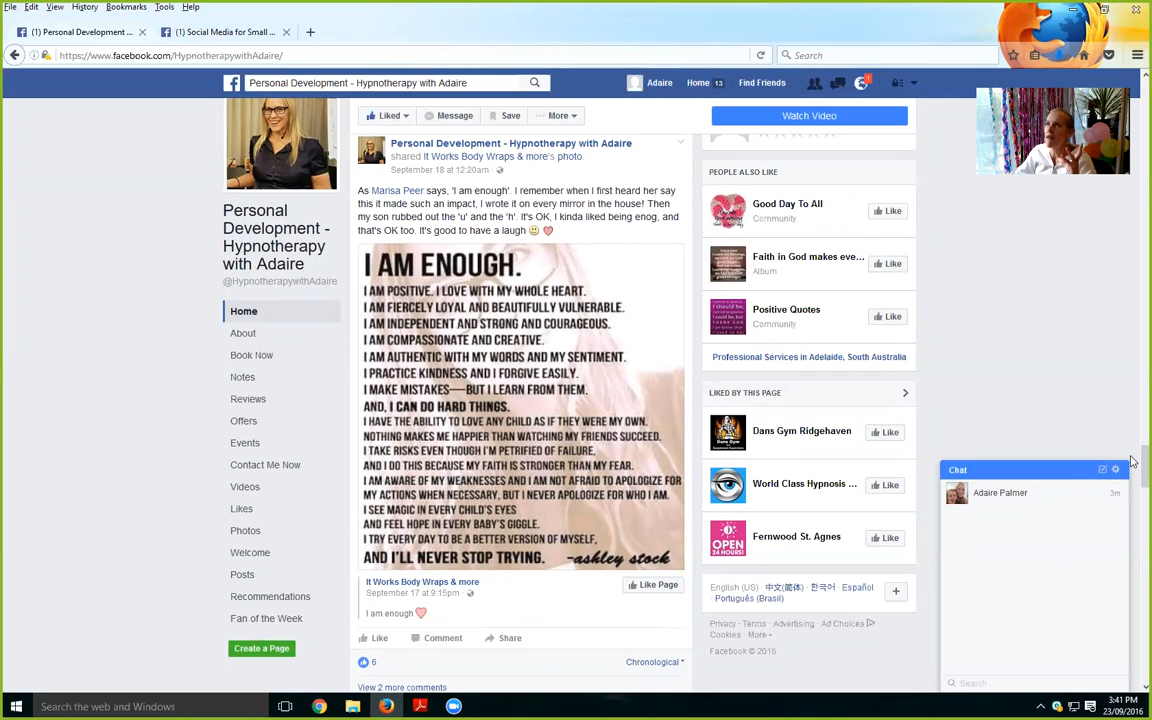 File Edit View History Bookmarks Tools Help
(1) Personal Development ...
(1) Social Media for Small ...
https://www.facebook.com/HypnotherapywithAdaire/
Search
Personal Development - Hypnotherapy with Adaire
Adaire
Home 13
Find Friends
1
Liked
Message
Save
More
Watch Video
Personal Development - Hypnotherapy with Adaire
@HypnotherapywithAdaire
Home
About
Book Now
Notes
Reviews
Offers
Events
Contact Me Now
Videos
Likes
Photos
Welcome
Posts
Recommendations
Fan of the Week
Create a Page
Personal Development - Hypnotherapy with Adaire
shared It Works Body Wraps & more's photo.
September 18 at 12:20am ·
As Marisa Peer says, 'I am enough'. I remember when I first heard her say
this it made such an impact, I wrote it on every mirror in the house! Then
my son rubbed out the 'u' and the 'h'. It's OK, I kinda liked being enog, and
that's OK too. It's good to have a laugh
I AM ENOUGH.
I AM POSITIVE. I LOVE WITH MY WHOLE HEART.
I AM FIERCELY LOYAL AND BEAUTIFULLY VULNERABLE.
I AM INDEPENDENT AND STRONG AND COURAGEOUS.
I AM COMPASSIONATE AND CREATIVE.
I AM AUTHENTIC WITH MY WORDS AND MY SENTIMENT.
I PRACTICE KINDNESS AND I FORGIVE EASILY.
I MAKE MISTAKES—BUT I LEARN FROM THEM.
AND, I CAN DO HARD THINGS.
I HAVE THE ABILITY TO LOVE ANY CHILD AS IF THEY WERE MY OWN.
NOTHING MAKES ME HAPPIER THAN WATCHING MY FRIENDS SUCCEED.
I TAKE RISKS EVEN THOUGH I'M PETRIFIED OF FAILURE,
AND I DO THIS BECAUSE MY FAITH IS STRONGER THAN MY FEAR.
I AM AWARE OF MY WEAKNESSES AND I AM NOT AFRAID TO APOLOGIZE FOR
MY ACTIONS WHEN NECESSARY, BUT I NEVER APOLOGIZE FOR WHO I AM.
I SEE MAGIC IN EVERY CHILD'S EYES
AND FEEL HOPE IN EVERY BABY'S GIGGLE.
I TRY EVERY DAY TO BE A BETTER VERSION OF MYSELF,
AND I'LL NEVER STOP TRYING. -ashley stock
It Works Body Wraps & more
September 17 at 9:15pm ·
Like Page
I am enough
Like
Comment
Share
6
Chronological
View 2 more comments
PEOPLE ALSO LIKE
Good Day To All
Community
Like
Faith in God makes eve...
Album
Like
Positive Quotes
Community
Like
Professional Services in Adelaide, South Australia
LIKED BY THIS PAGE
Dans Gym Ridgehaven
Like
World Class Hypnosis ...
Like
OPEN
24 HOURS!
Fernwood St. Agnes
Like
English (US) · 中文(简体) · 한국어 · Español ·
Português (Brasil)
Privacy · Terms · Advertising · Ad Choices
Cookies · More
Facebook © 2016
Chat
Adaire Palmer
3m
Search
Search the web and Windows
3:41 PM
23/09/2016